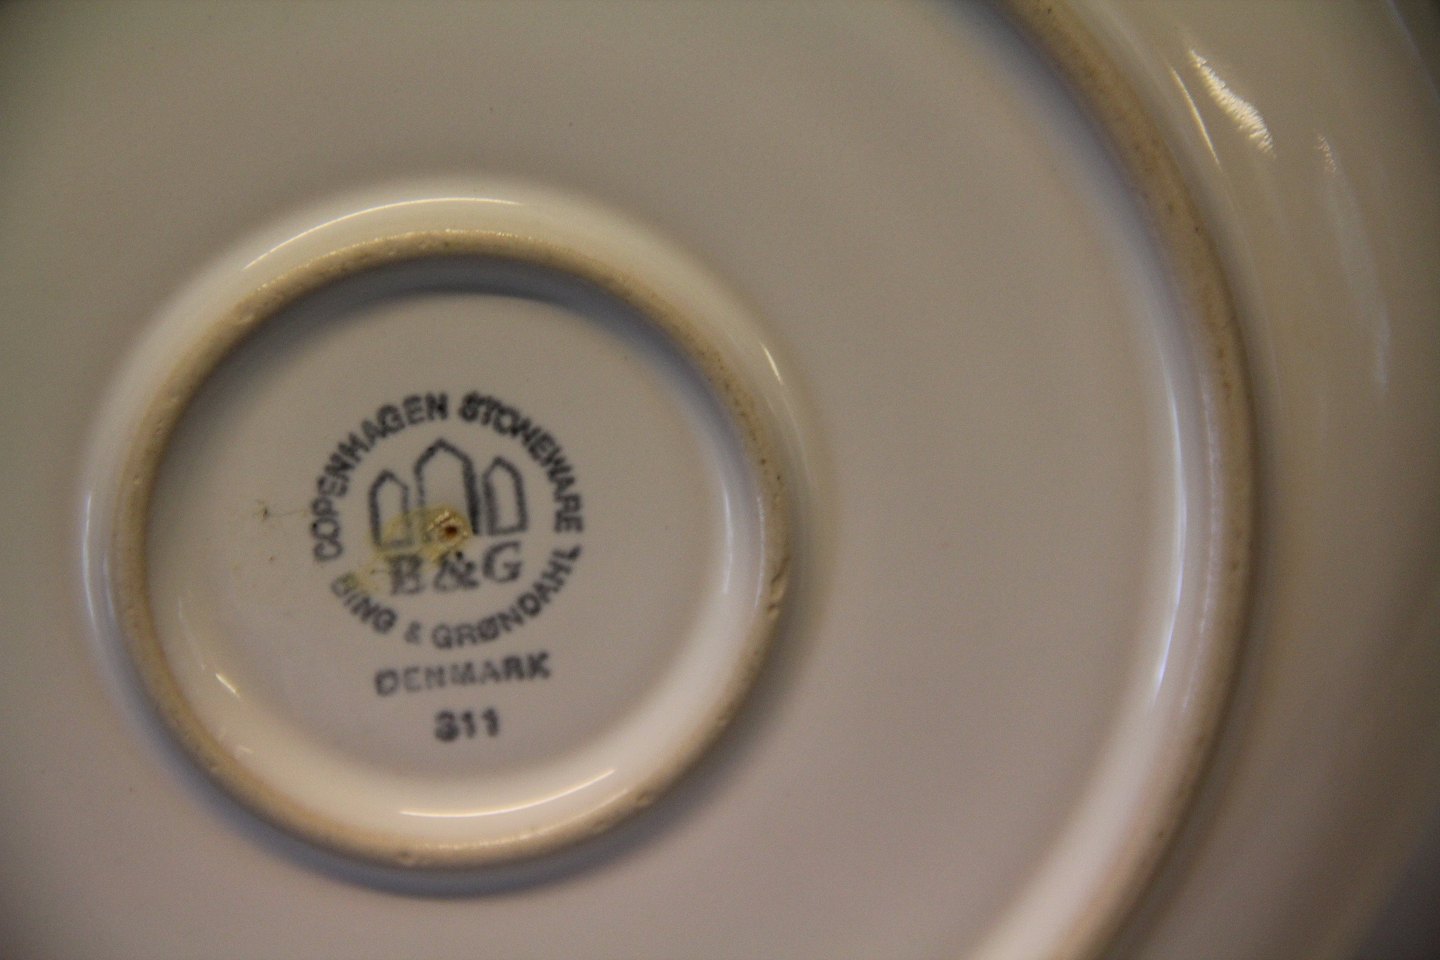 COPENHAGEN STONEWARE
B&G
BING & GRØNDAHL
DENMARK
311